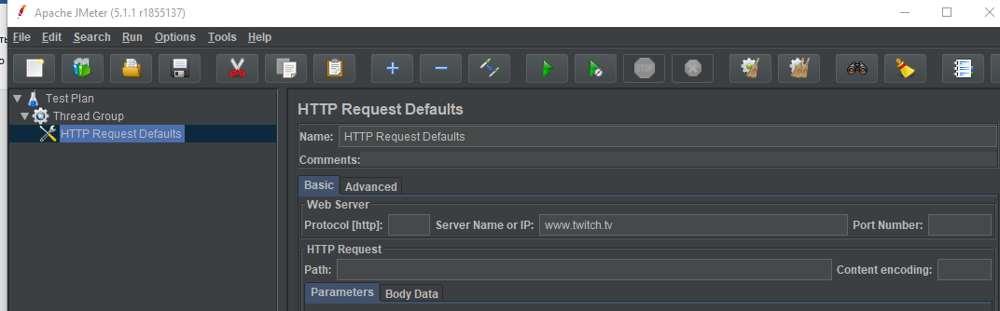 Apache JMeter (5.1.1 r1855137)
File Edit Search Run Options Tools Help
STOP
Test Plan
Thread Group
HTTP Request Defaults
HTTP Request Defaults
Name: HTTP Request Defaults
Comments:
Basic Advanced
Web Server
Protocol [http]: Server Name or IP: www.twitch.tv Port Number:
HTTP Request
Path: Content encoding:
Parameters Body Data